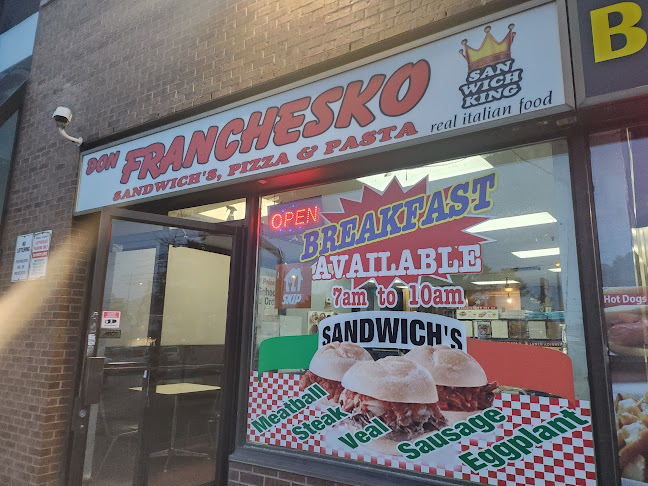 DON FRANCHESKO
SANDWICH'S, PIZZA & PASTA
SAN
WICH
KING
real italian food
B
OPEN
BREAKFAST
AVAILABLE
7am to 10am
SKIP
SANDWICH'S
Meatball
Steak
Veal
Sausage
Eggplant
Hot Dogs
NO